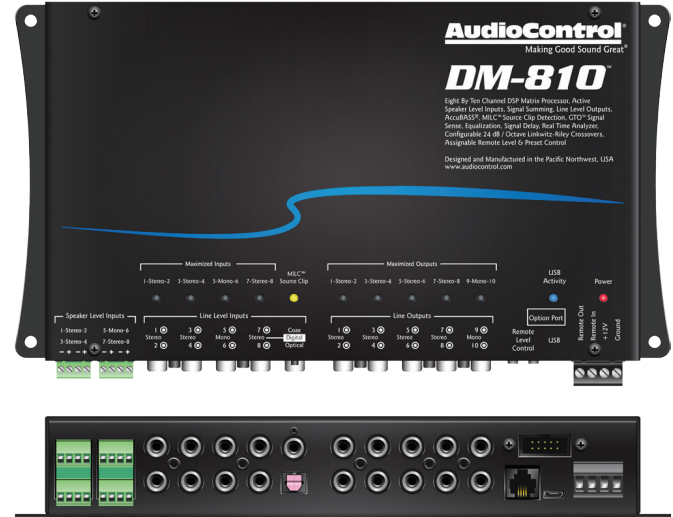 AudioControl®
Making Good Sound Great®
DM-810™
Eight By Ten Channel DSP Matrix Processor, Active
Speaker Level Inputs, Signal Summing, Line Level Outputs,
AccuBASS®, MILC™ Source Clip Detection, GTO™ Signal
Sense, Equalization, Signal Delay, Real Time Analyzer,
Configurable 24 dB / Octave Linkwitz-Riley Crossovers,
Assignable Remote Level & Preset Control
Designed and Manufactured in the Pacific Northwest, USA
www.audiocontrol.com
Maximized Inputs
1-Stereo-2 3-Stereo-4 5-Mono-6 7-Stereo-8
MILC™
Source Clip
Maximized Outputs
1-Stereo-2 3-Stereo-4 5-Stereo-6 7-Stereo-8 9-Mono-10
USB
Activity
Power
Speaker Level Inputs
1-Stereo-2 5-Mono-6
3-Stereo-4 7-Stereo-8
- + - + - + - +
Line Level Inputs
1 3 5 7 Coax
Stereo Stereo Mono Stereo Digital
2 4 6 8 Optical
Line Outputs
1 3 5 7 9
Stereo Stereo Stereo Stereo Mono
2 4 6 8 10
Remote
Level
Control
Option Port
USB
Remote Out
Remote In
+12V
Ground